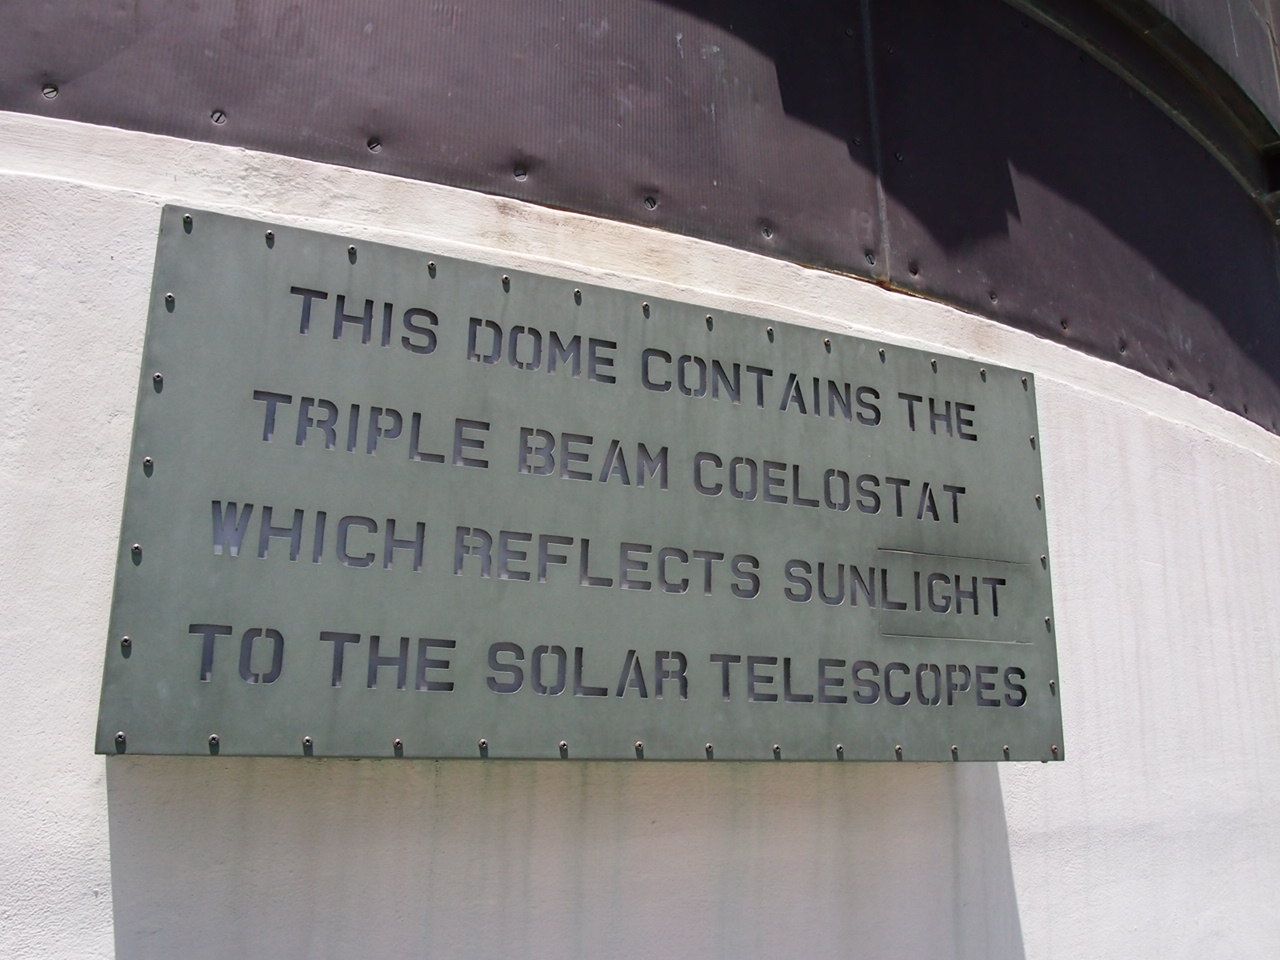 THIS DOME CONTAINS THE
TRIPLE BEAM COELOSTAT
WHICH REFLECTS SUNLIGHT
TO THE SOLAR TELESCOPES